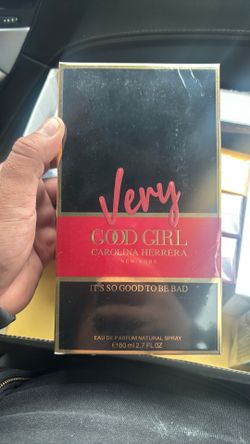 Very
GOOD GIRL
CAROLINA HERRERA
NEW YORK
IT'S SO GOOD TO BE BAD
EAU DE PARFUM NATURAL SPRAY
e 80 ml 2.7 FL OZ